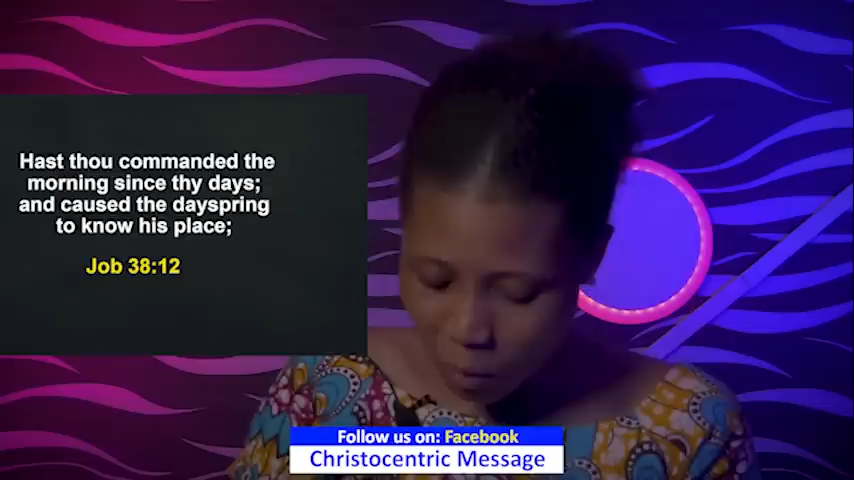 Hast thou commanded the
morning since thy days;
and caused the dayspring
to know his place;
Job 38:12
Follow us on: Facebook
Christocentric Message